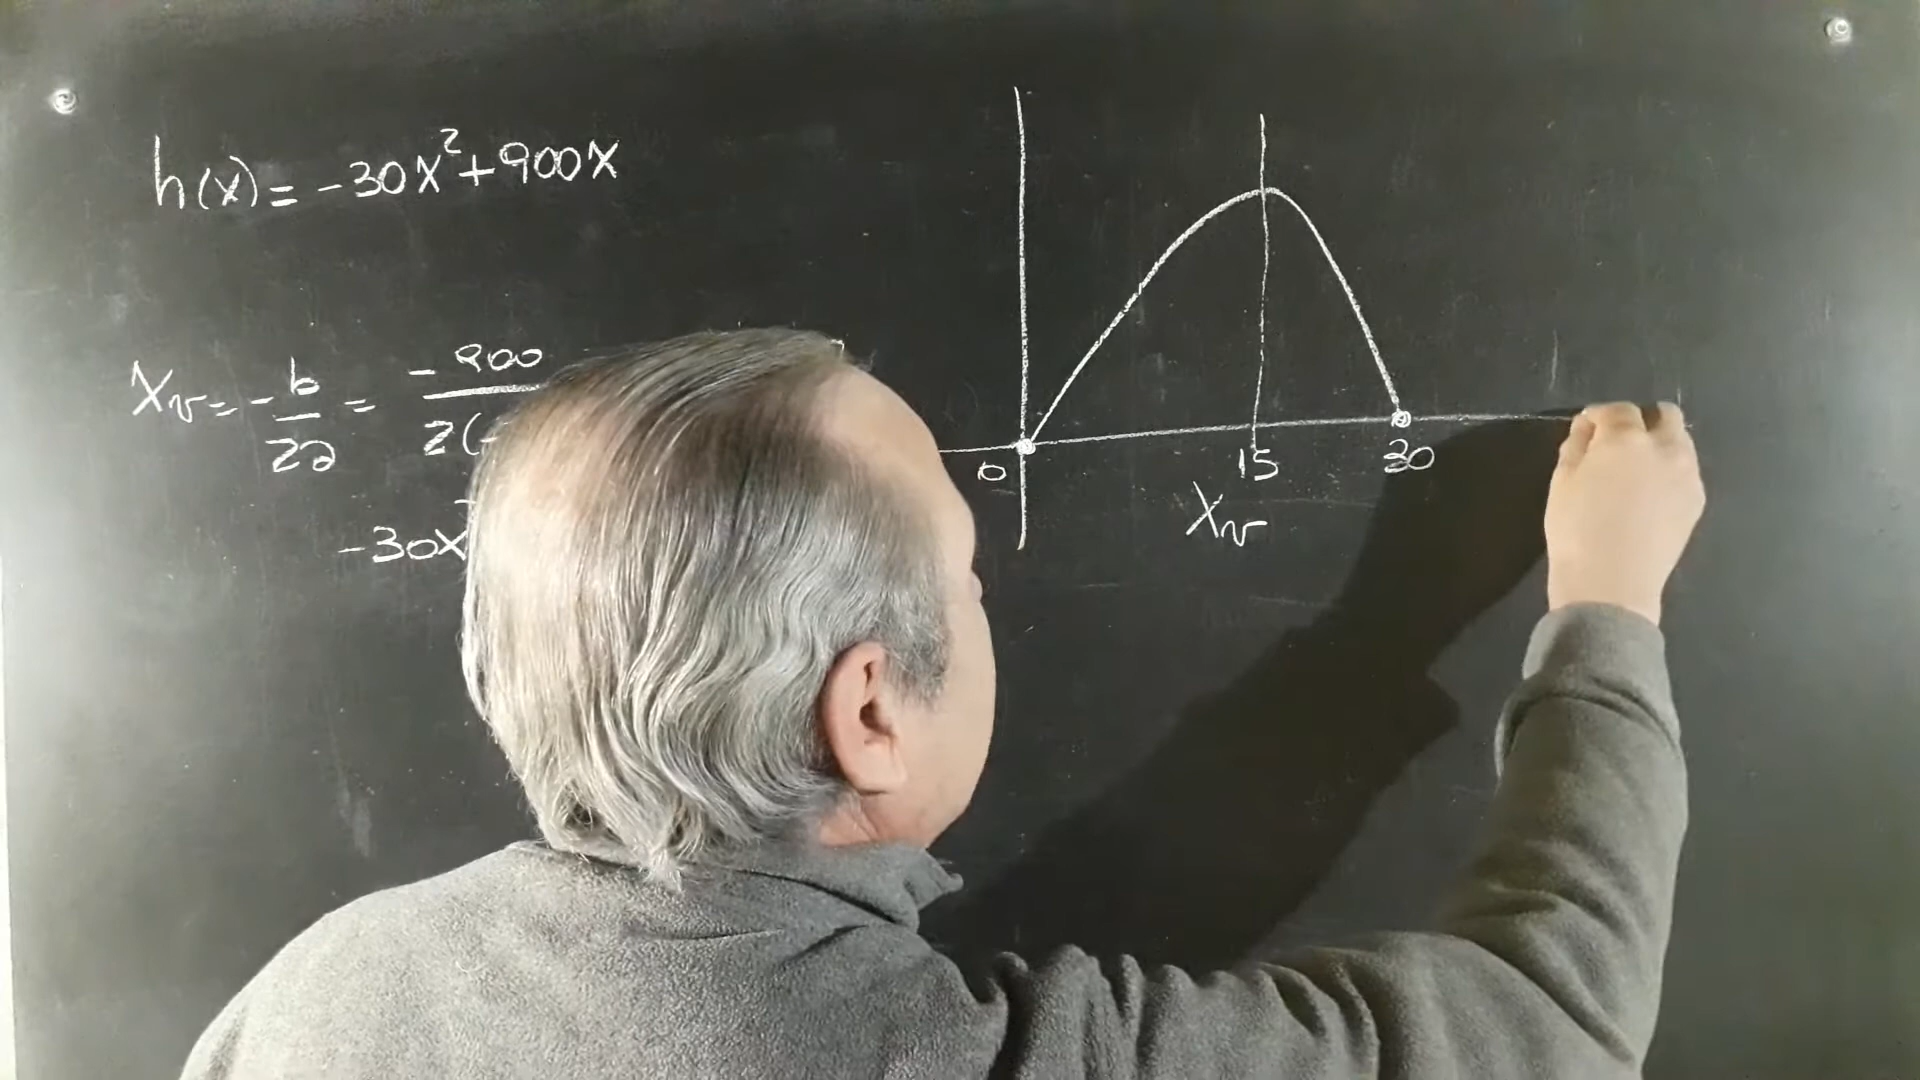 h(x) = -30x²+900x
Xv = -b/2a = -900/2(-
-30x
0 15 30
Xv